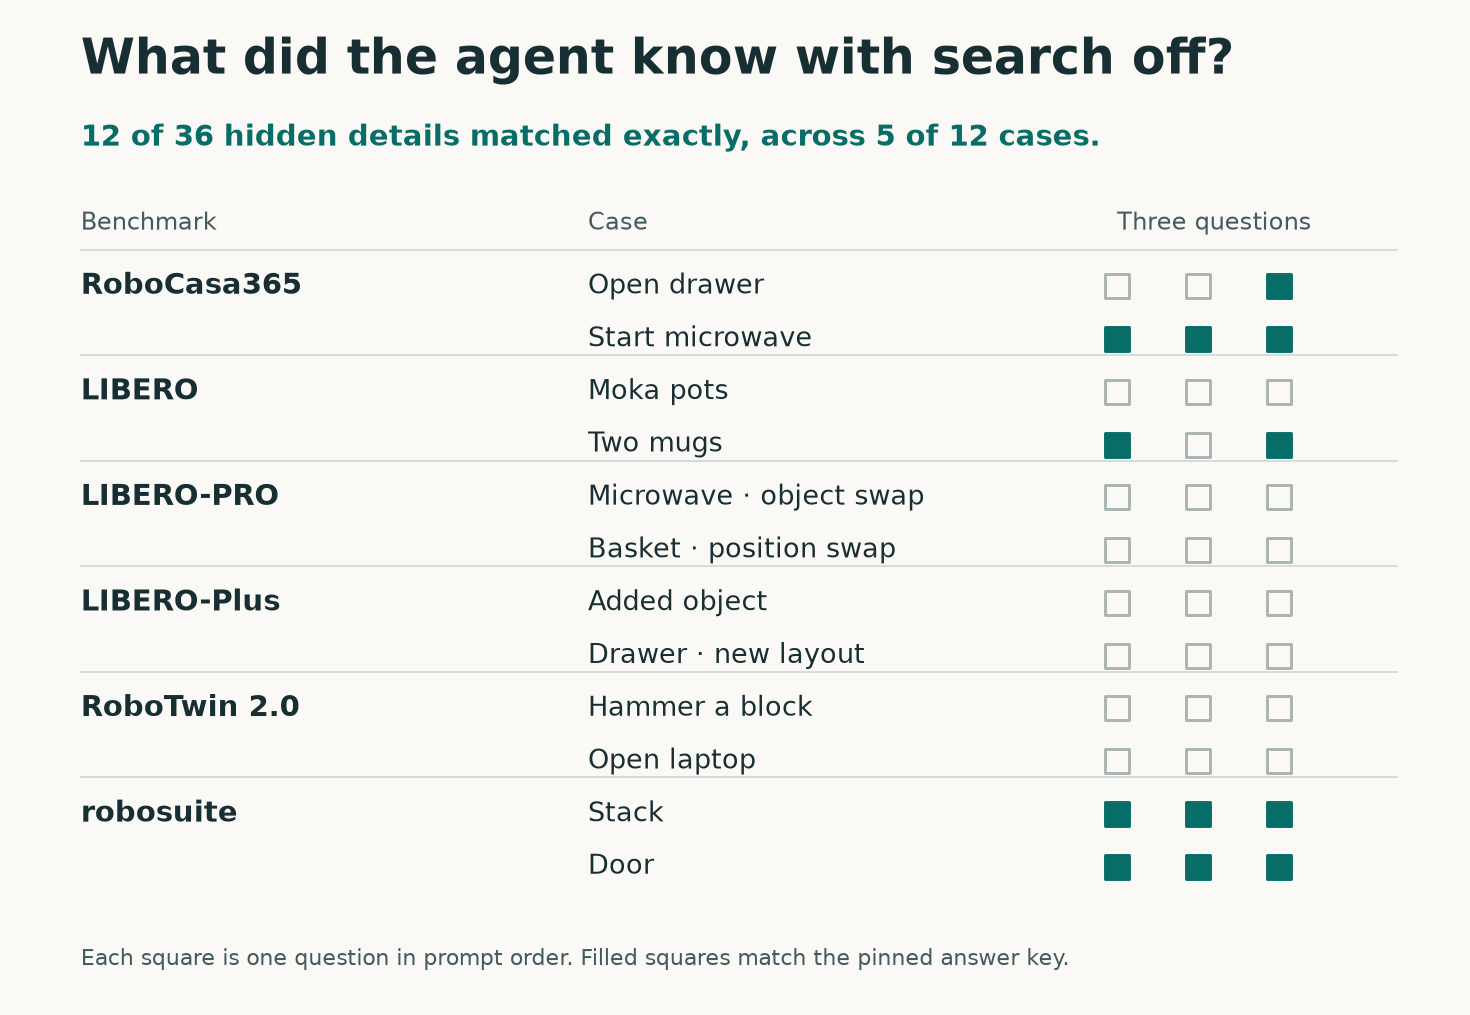 What did the agent know with search off?
12 of 36 hidden details matched exactly, across 5 of 12 cases.
Benchmark Case Three questions
RoboCasa365 Open drawer
Start microwave
LIBERO Moka pots
Two mugs
LIBERO-PRO Microwave · object swap
Basket · position swap
LIBERO-Plus Added object
Drawer · new layout
RoboTwin 2.0 Hammer a block
Open laptop
robosuite Stack
Door
Each square is one question in prompt order. Filled squares match the pinned answer key.